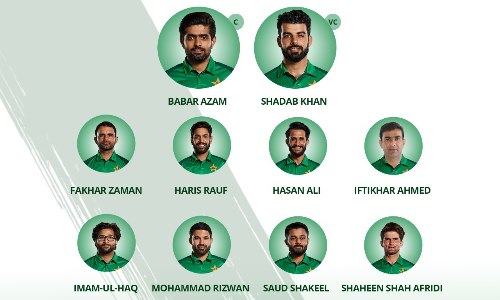 C
VC
BABAR AZAM
SHADAB KHAN
FAKHAR ZAMAN
HARIS RAUF
HASAN ALI
IFTIKHAR AHMED
IMAM-UL-HAQ
MOHAMMAD RIZWAN
SAUD SHAKEEL
SHAHEEN SHAH AFRIDI